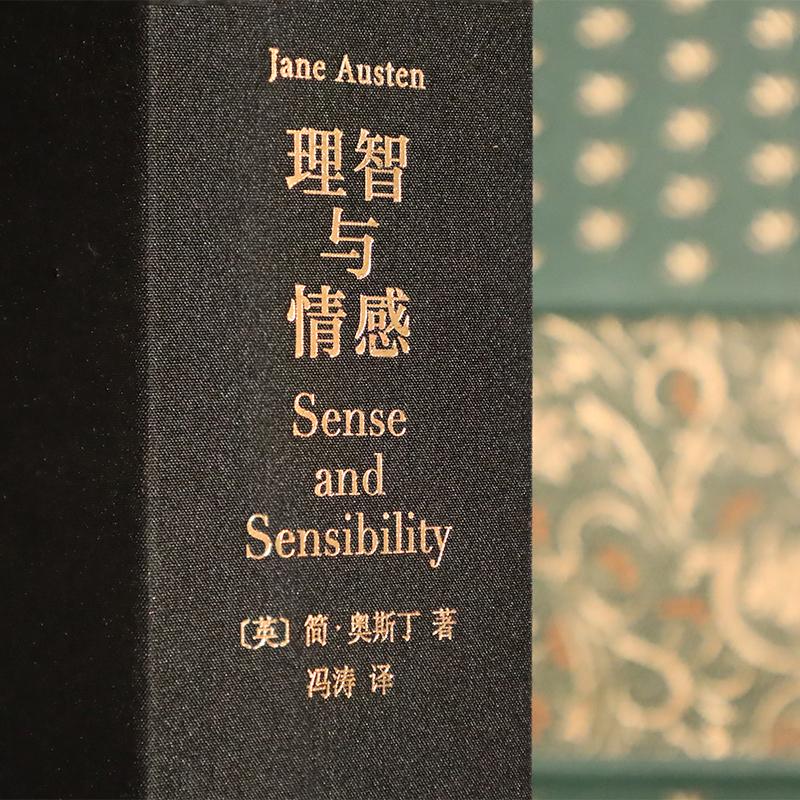 Jane Austen
理智
与
情感
Sense
and
Sensibility
〔英〕 简·奥斯丁 著
冯涛 译